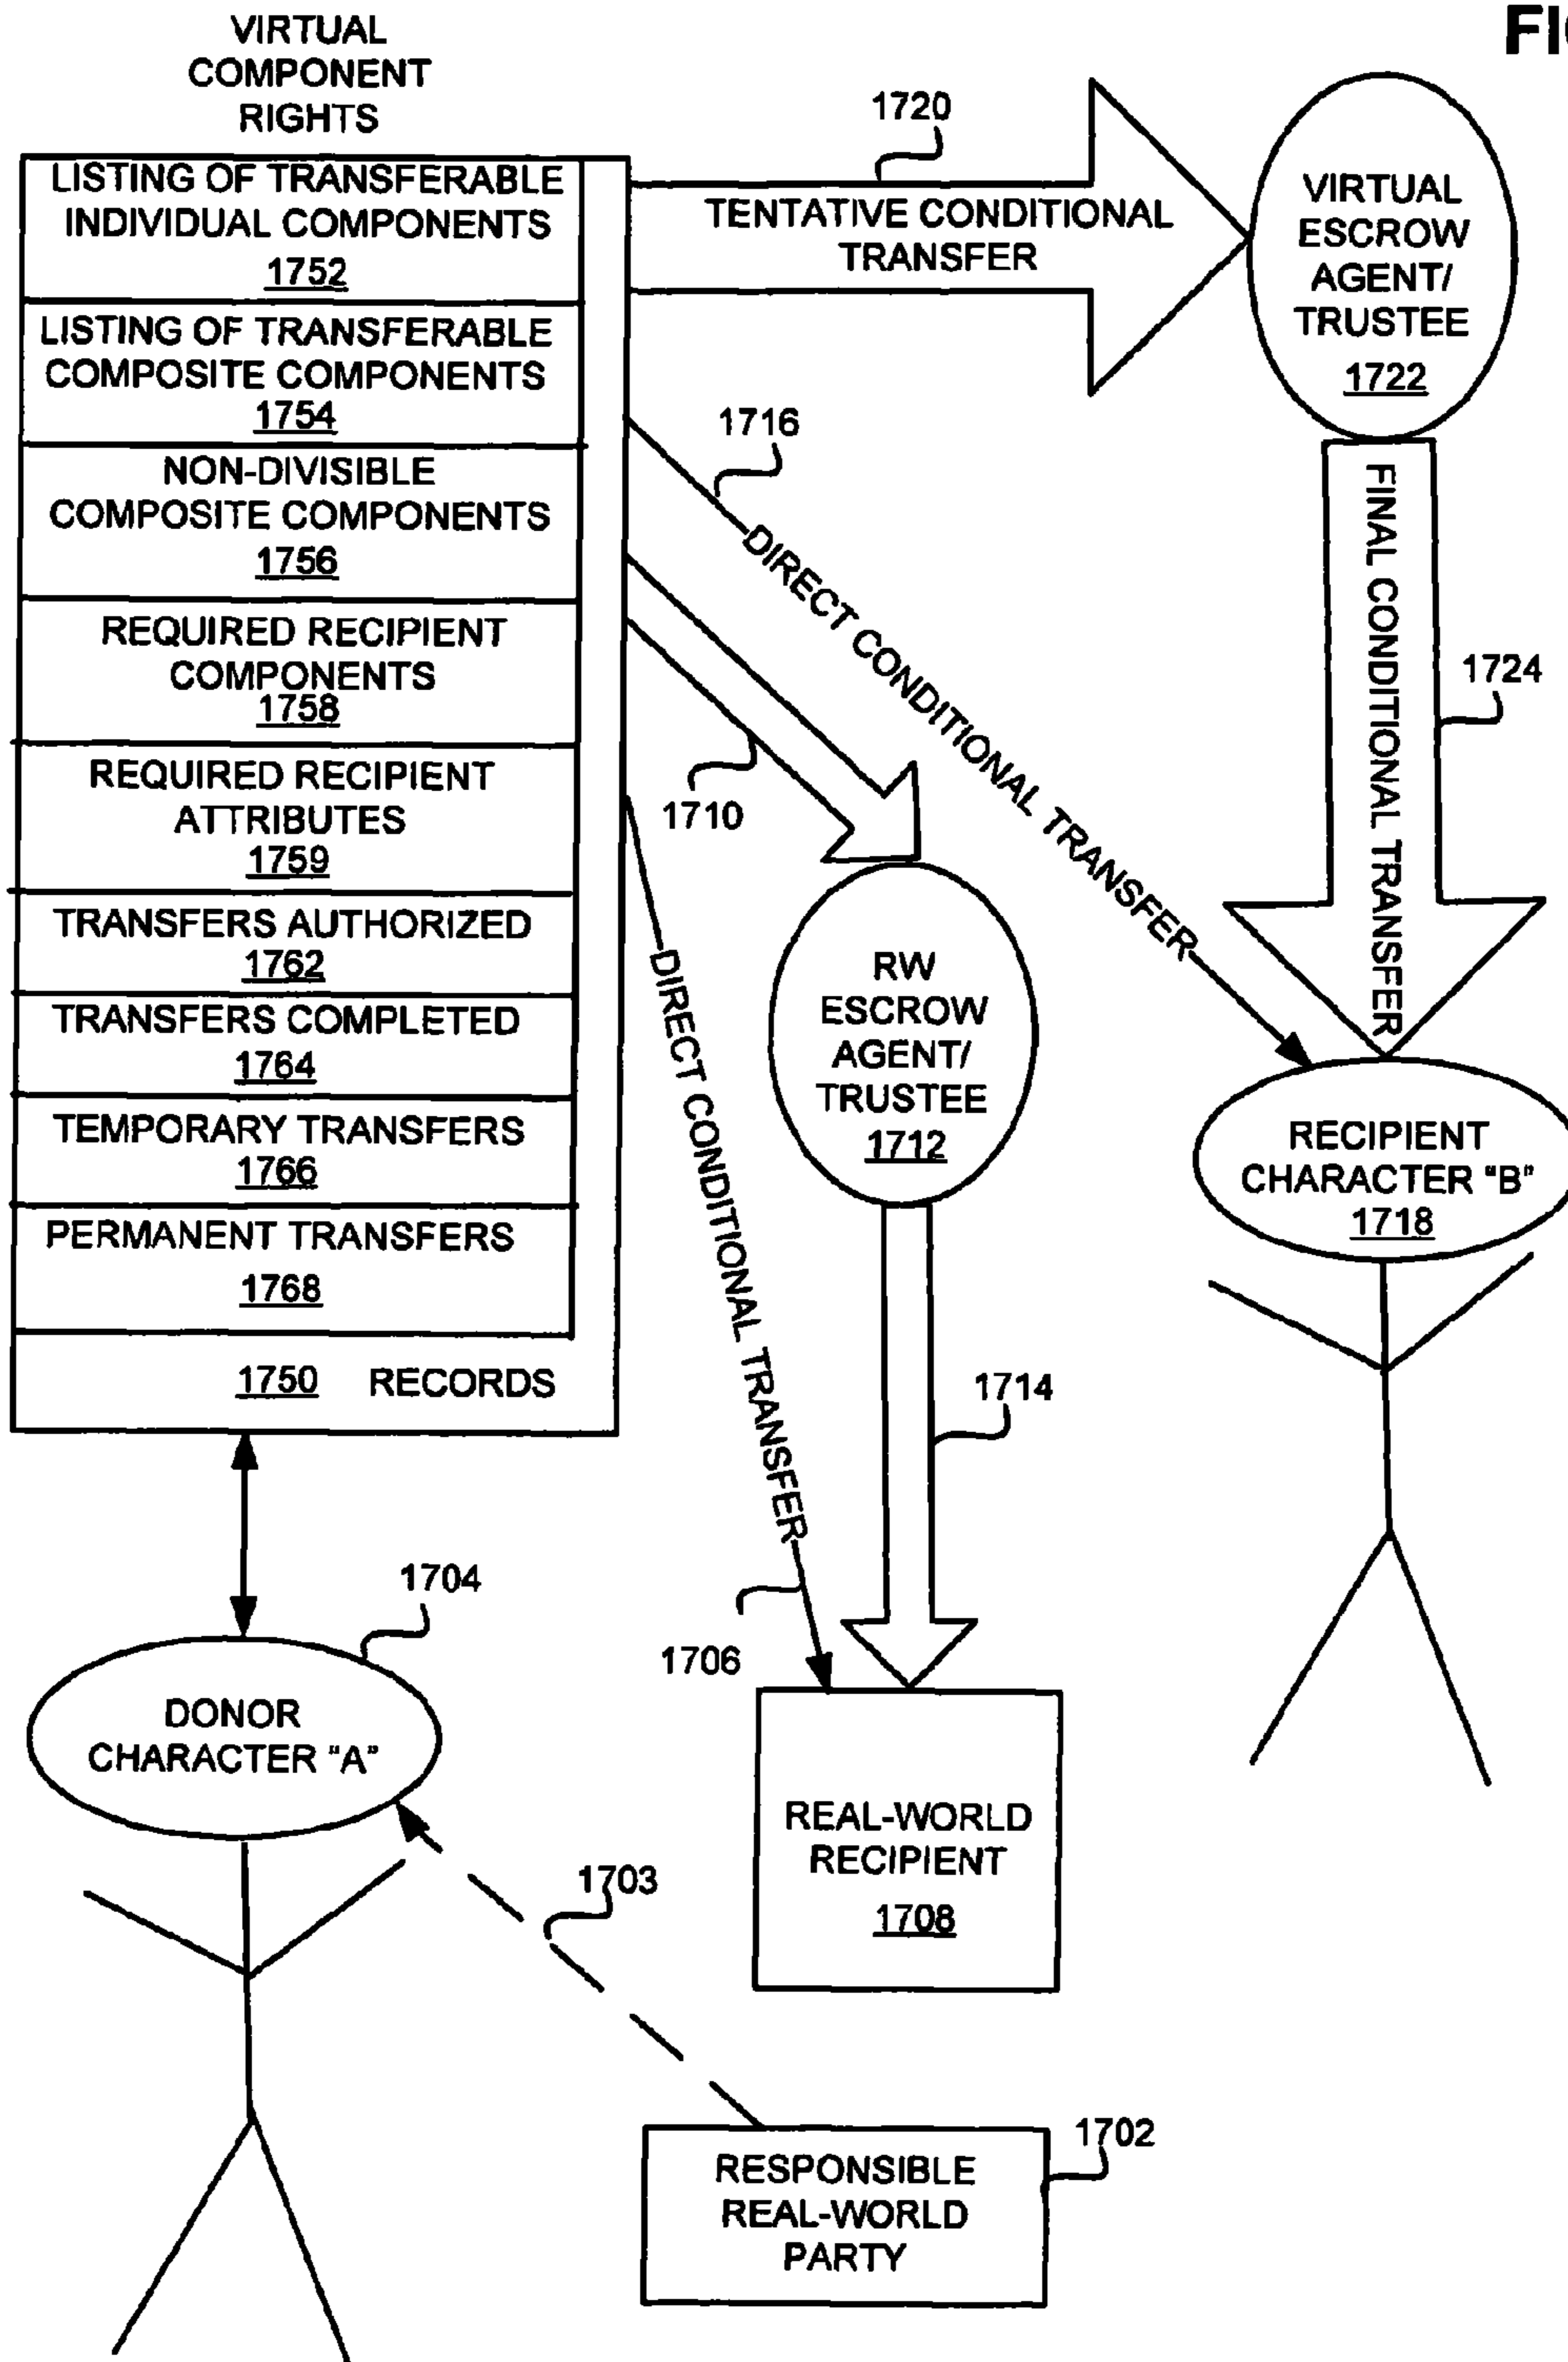 FIG
VIRTUAL
COMPONENT
RIGHTS
LISTING OF TRANSFERABLE
INDIVIDUAL COMPONENTS
1752
LISTING OF TRANSFERABLE
COMPOSITE COMPONENTS
1754
NON-DIVISIBLE
COMPOSITE COMPONENTS
1756
REQUIRED RECIPIENT
COMPONENTS
1758
REQUIRED RECIPIENT
ATTRIBUTES
1759
TRANSFERS AUTHORIZED
1762
TRANSFERS COMPLETED
1764
TEMPORARY TRANSFERS
1766
PERMANENT TRANSFERS
1768
1750 RECORDS
1720
TENTATIVE CONDITIONAL
TRANSFER
VIRTUAL
ESCROW
AGENT/
TRUSTEE
1722
1716
DIRECT CONDITIONAL TRANSFER
FINAL CONDITIONAL TRANSFER
1724
1710
DIRECT CONDITIONAL TRANSFER
RW
ESCROW
AGENT/
TRUSTEE
1712
RECIPIENT
CHARACTER "B"
1718
1714
1706
1704
DONOR
CHARACTER "A"
REAL-WORLD
RECIPIENT
1708
1703
1702
RESPONSIBLE
REAL-WORLD
PARTY